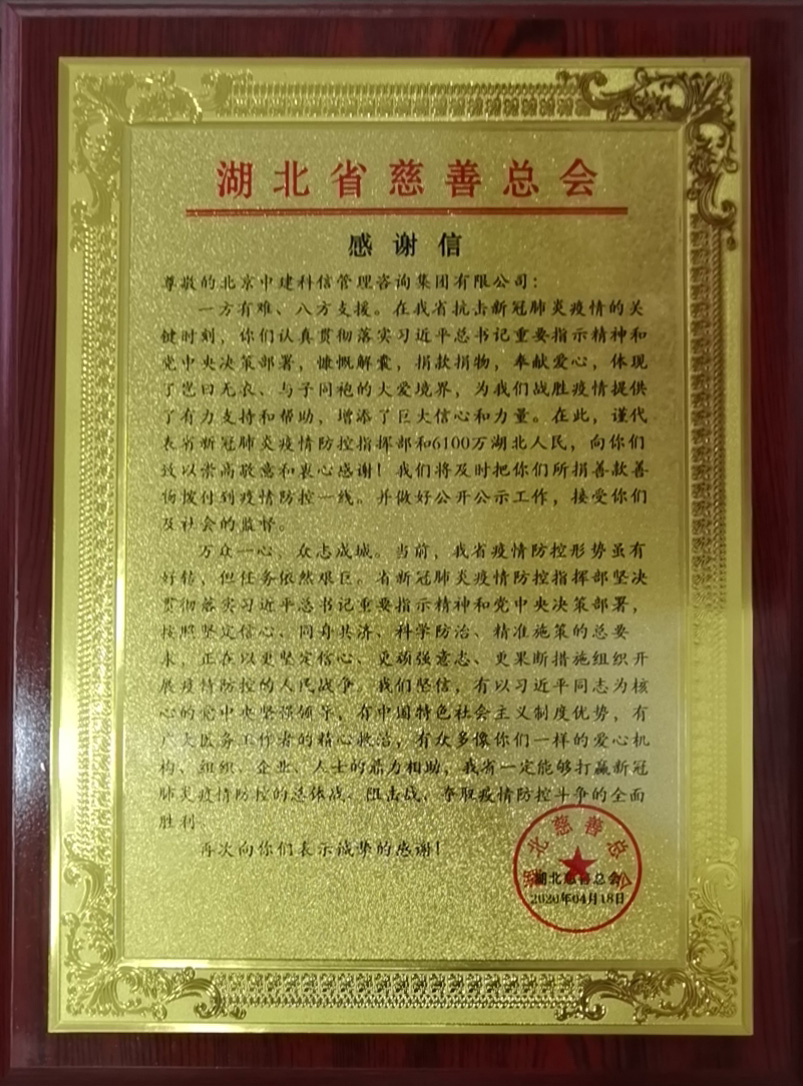 湖北省慈善总会
感谢信
尊敬的北京中建科信管理咨询集团有限公司：
一方有难、八方支援。在我省抗击新冠肺炎疫情的关
键时刻，你们认真贯彻落实习近平总书记重要指示精神和
党中央决策部署，慷慨解囊，捐款捐物，奉献爱心，体现
了岂曰无衣、与子同袍的大爱境界，为我们战胜疫情提供
了有力支持和帮助，增添了巨大信心和力量。在此，谨代
表省新冠肺炎疫情防控指挥部和6100万湖北人民，向你们
致以崇高敬意和衷心感谢！我们将及时把你们所捐善款善
物拨付到疫情防控一线。并做好公开公示工作，接受你们
及社会的监督。
万众一心，众志成城。当前，我省疫情防控形势虽有
好转，但任务依然艰巨。省新冠肺炎疫情防控指挥部坚决
贯彻落实习近平总书记重要指示精神和党中央决策部署，
按照坚定信心、同舟共济、科学防治、精准施策的总要
求，正在以更坚定信心、更顽强意志、更果断措施组织开
展疫情防控的人民战争。我们坚信，有以习近平同志为核
心的党中央坚强领导，有中国特色社会主义制度优势，有
广大医务工作者的精心救治，有众多像你们一样的爱心机
构、组织、企业、人士的鼎力相助，我省一定能够打赢新冠
肺炎疫情防控的总体战、阻击战，夺取疫情防控斗争的全面
胜利。
再次向你们表示诚挚的感谢！
湖北慈善总会
湖北慈善总会
2020年04月18日